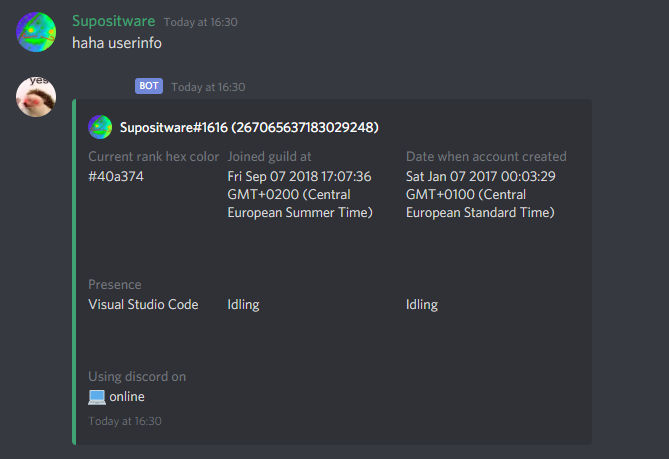 Supositware Today at 16:30
haha userinfo
yes
BOT Today at 16:30
Supositware#1616 (267065637183029248)
Current rank hex color Joined guild at Date when account created
#40a374 Fri Sep 07 2018 17:07:36 Sat Jan 07 2017 00:03:29
GMT+0200 (Central GMT+0100 (Central
European Summer Time) European Standard Time)
Presence
Visual Studio Code Idling Idling
Using discord on
online
Today at 16:30